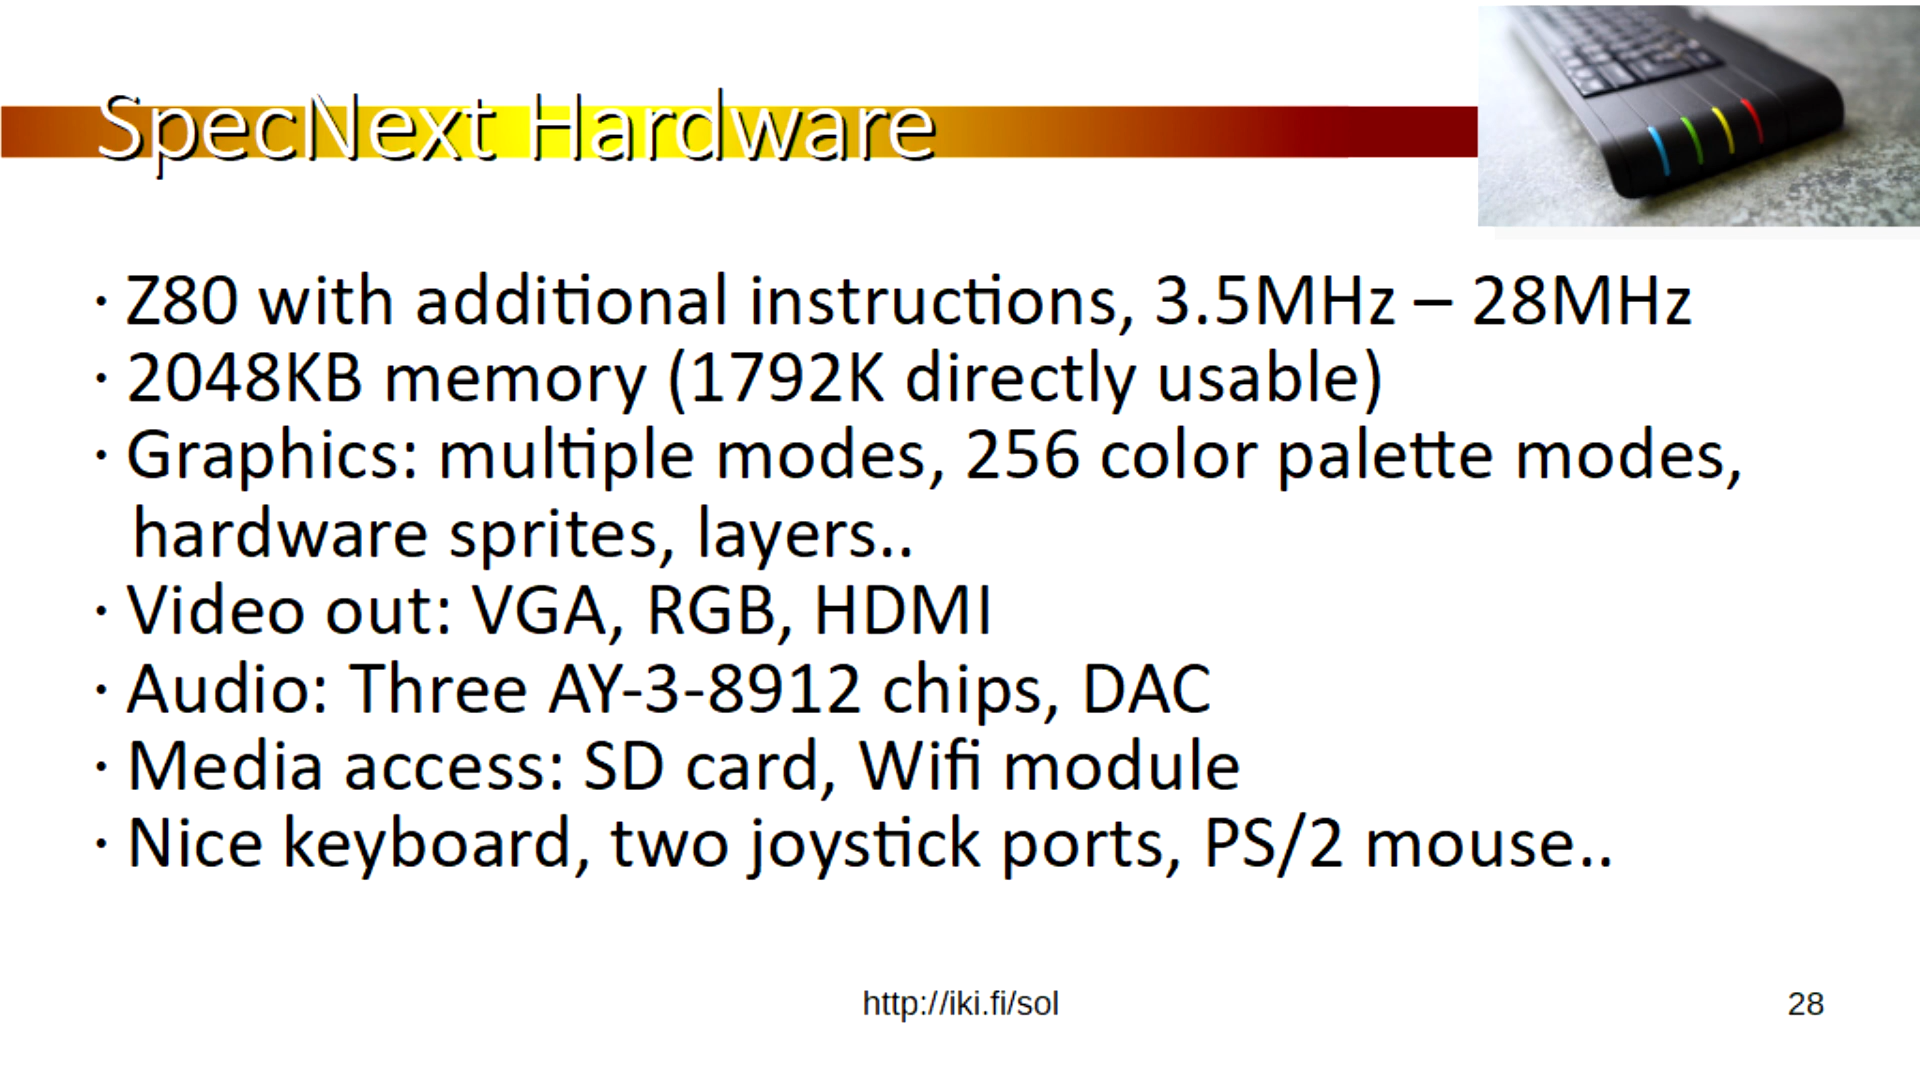 SpecNext Hardware
· Z80 with additional instructions, 3.5MHz – 28MHz
· 2048KB memory (1792K directly usable)
· Graphics: multiple modes, 256 color palette modes,
hardware sprites, layers..
· Video out: VGA, RGB, HDMI
· Audio: Three AY-3-8912 chips, DAC
· Media access: SD card, Wifi module
· Nice keyboard, two joystick ports, PS/2 mouse..
http://iki.fi/sol
28